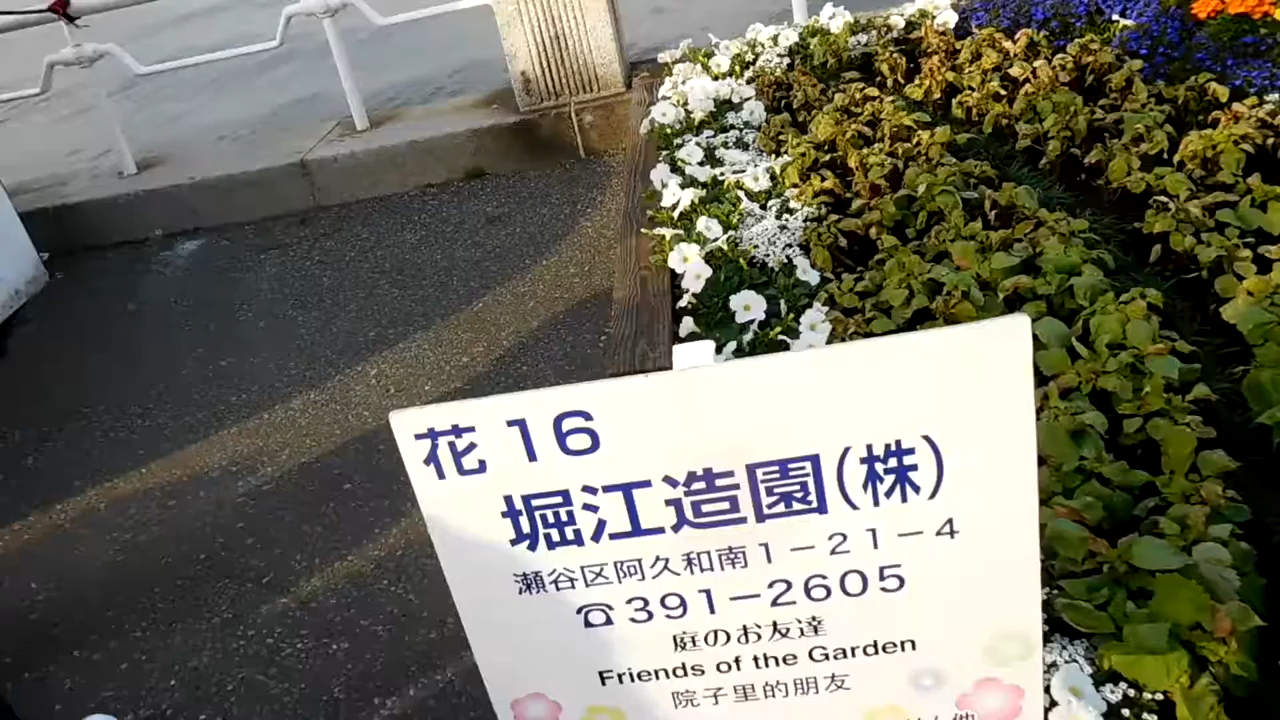 花 16
堀江造園(株)
瀬谷区阿久和南1-21-4
☎391-2605
庭のお友達
Friends of the Garden
院子里的朋友